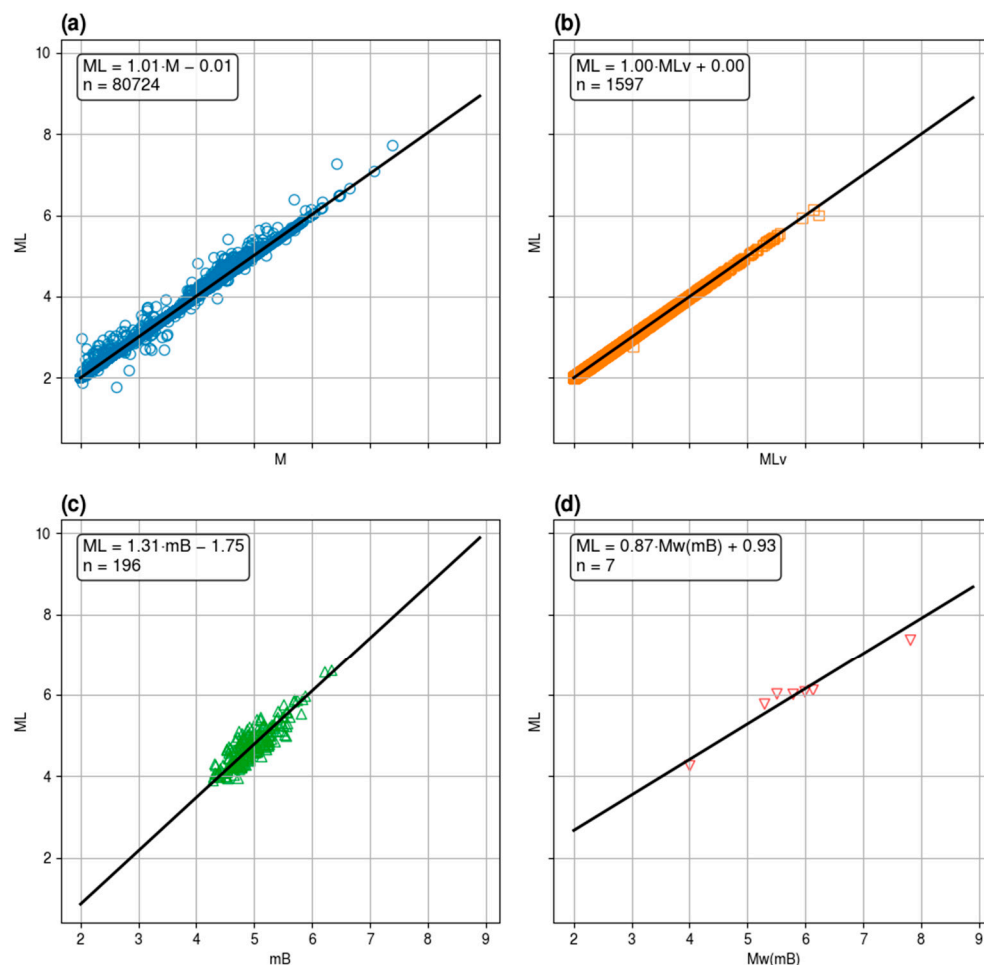 (a)
(b)
ML = 1.01·M − 0.01
n = 80724
ML = 1.00·MLv + 0.00
n = 1597
10
8
6
4
2
ML
ML
M
MLv
(c)
(d)
ML = 1.31·mB − 1.75
n = 196
ML = 0.87·Mw(mB) + 0.93
n = 7
10
8
6
4
2
ML
ML
2 3 4 5 6 7 8 9
2 3 4 5 6 7 8 9
mB
Mw(mB)